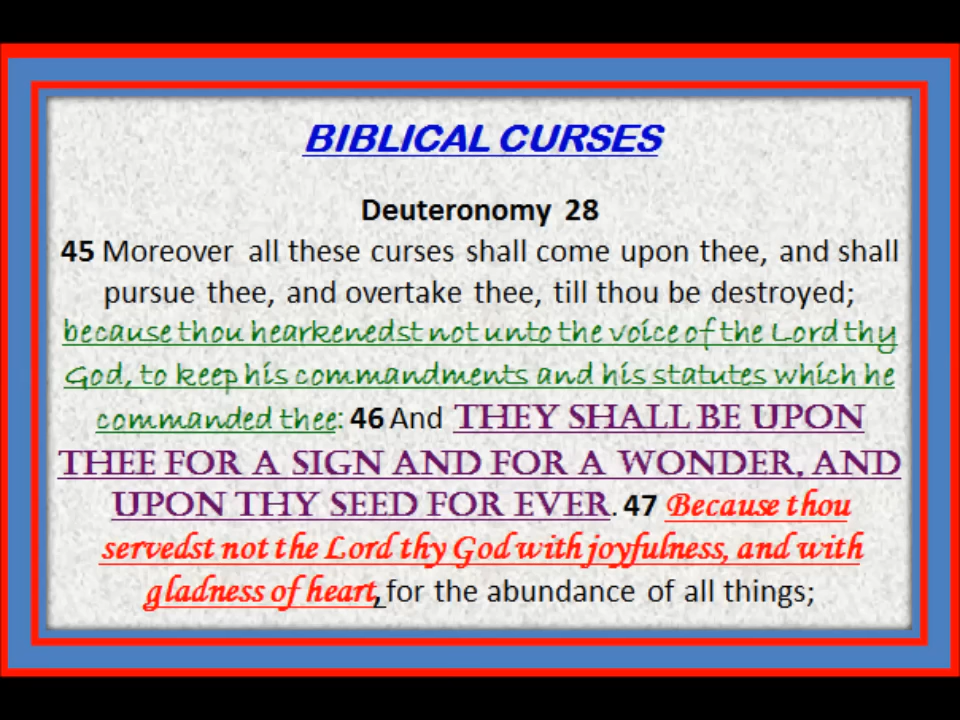 BIBLICAL CURSES
Deuteronomy 28
45 Moreover all these curses shall come upon thee, and shall
pursue thee, and overtake thee, till thou be destroyed;
because thou hearkenedst not unto the voice of the Lord thy
God, to keep his commandments and his statutes which he
commanded thee: 46 And THEY SHALL BE UPON
THEE FOR A SIGN AND FOR A WONDER, AND
UPON THY SEED FOR EVER. 47 Because thou
servedst not the Lord thy God with joyfulness, and with
gladness of heart, for the abundance of all things;